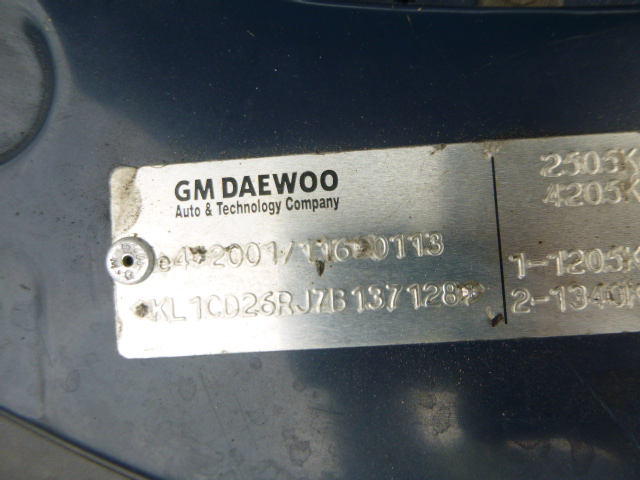 GM DAEWOO
Auto & Technology Company
e4*2001/116*0113
*KL1CD26RJ7B137128*
2505K
4205K
1-1205K
2-1340K